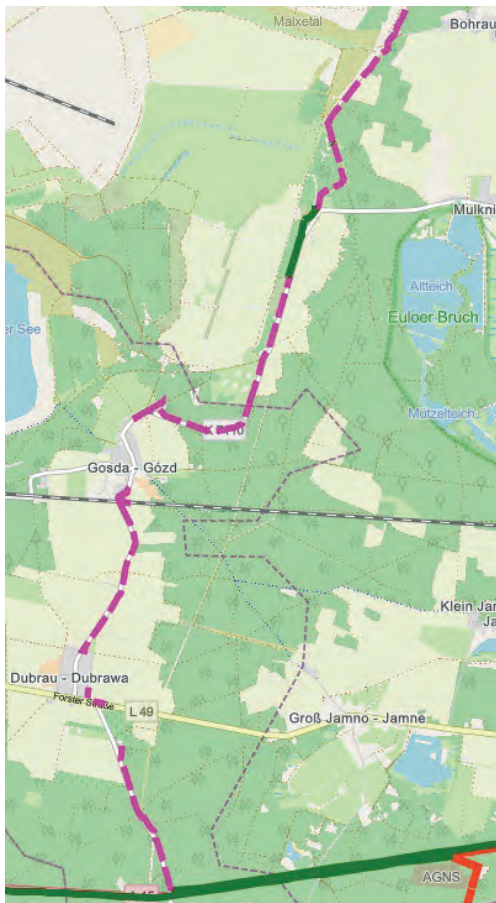 Malxetal
Bohrau
Mulkni
Altteich
Euloer Bruch
er See
Mützelteich
Gosda - Gózd
Klein Jam
Ja
Dubrau - Dubrawa
Forster Straße
L 49
Groß Jamno - Jamne
AGNS